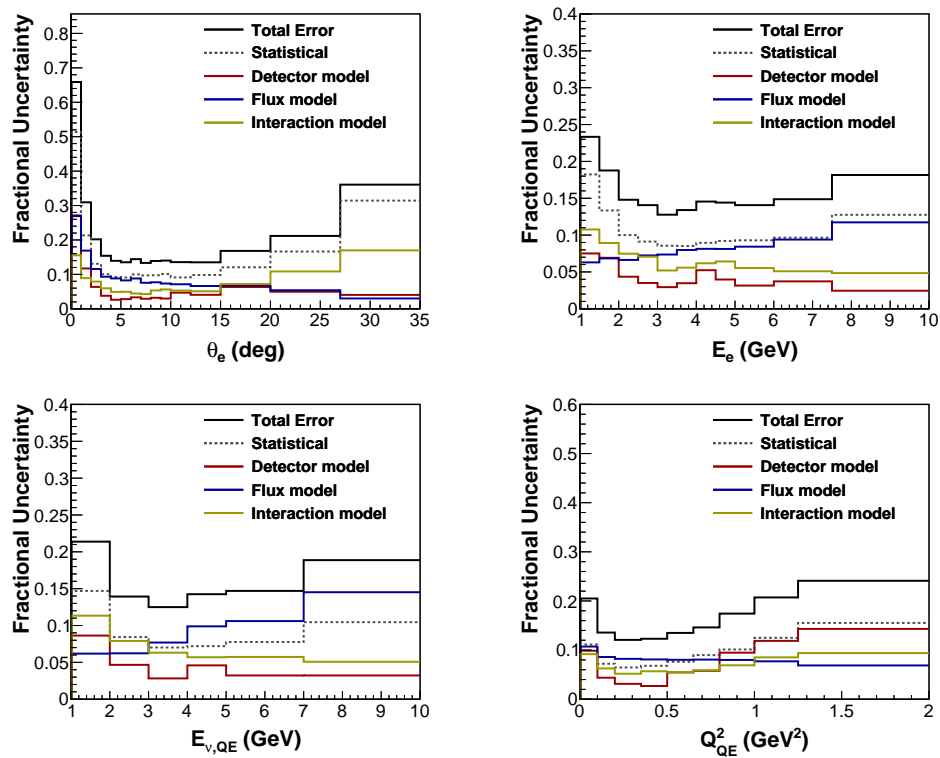 Fractional Uncertainty
0.8
0.7
0.6
0.5
0.4
0.3
0.2
0.1
0
Total Error
Statistical
Detector model
Flux model
Interaction model
0 5 10 15 20 25 30 35
θe (deg)
Fractional Uncertainty
0.4
0.35
0.3
0.25
0.2
0.15
0.1
0.05
0
Total Error
Statistical
Detector model
Flux model
Interaction model
1 2 3 4 5 6 7 8 9 10
Ee (GeV)
Fractional Uncertainty
0.4
0.35
0.3
0.25
0.2
0.15
0.1
0.05
0
Total Error
Statistical
Detector model
Flux model
Interaction model
1 2 3 4 5 6 7 8 9 10
Eν,QE (GeV)
Fractional Uncertainty
0.6
0.5
0.4
0.3
0.2
0.1
0
Total Error
Statistical
Detector model
Flux model
Interaction model
0 0.5 1 1.5 2
Q²QE (GeV²)